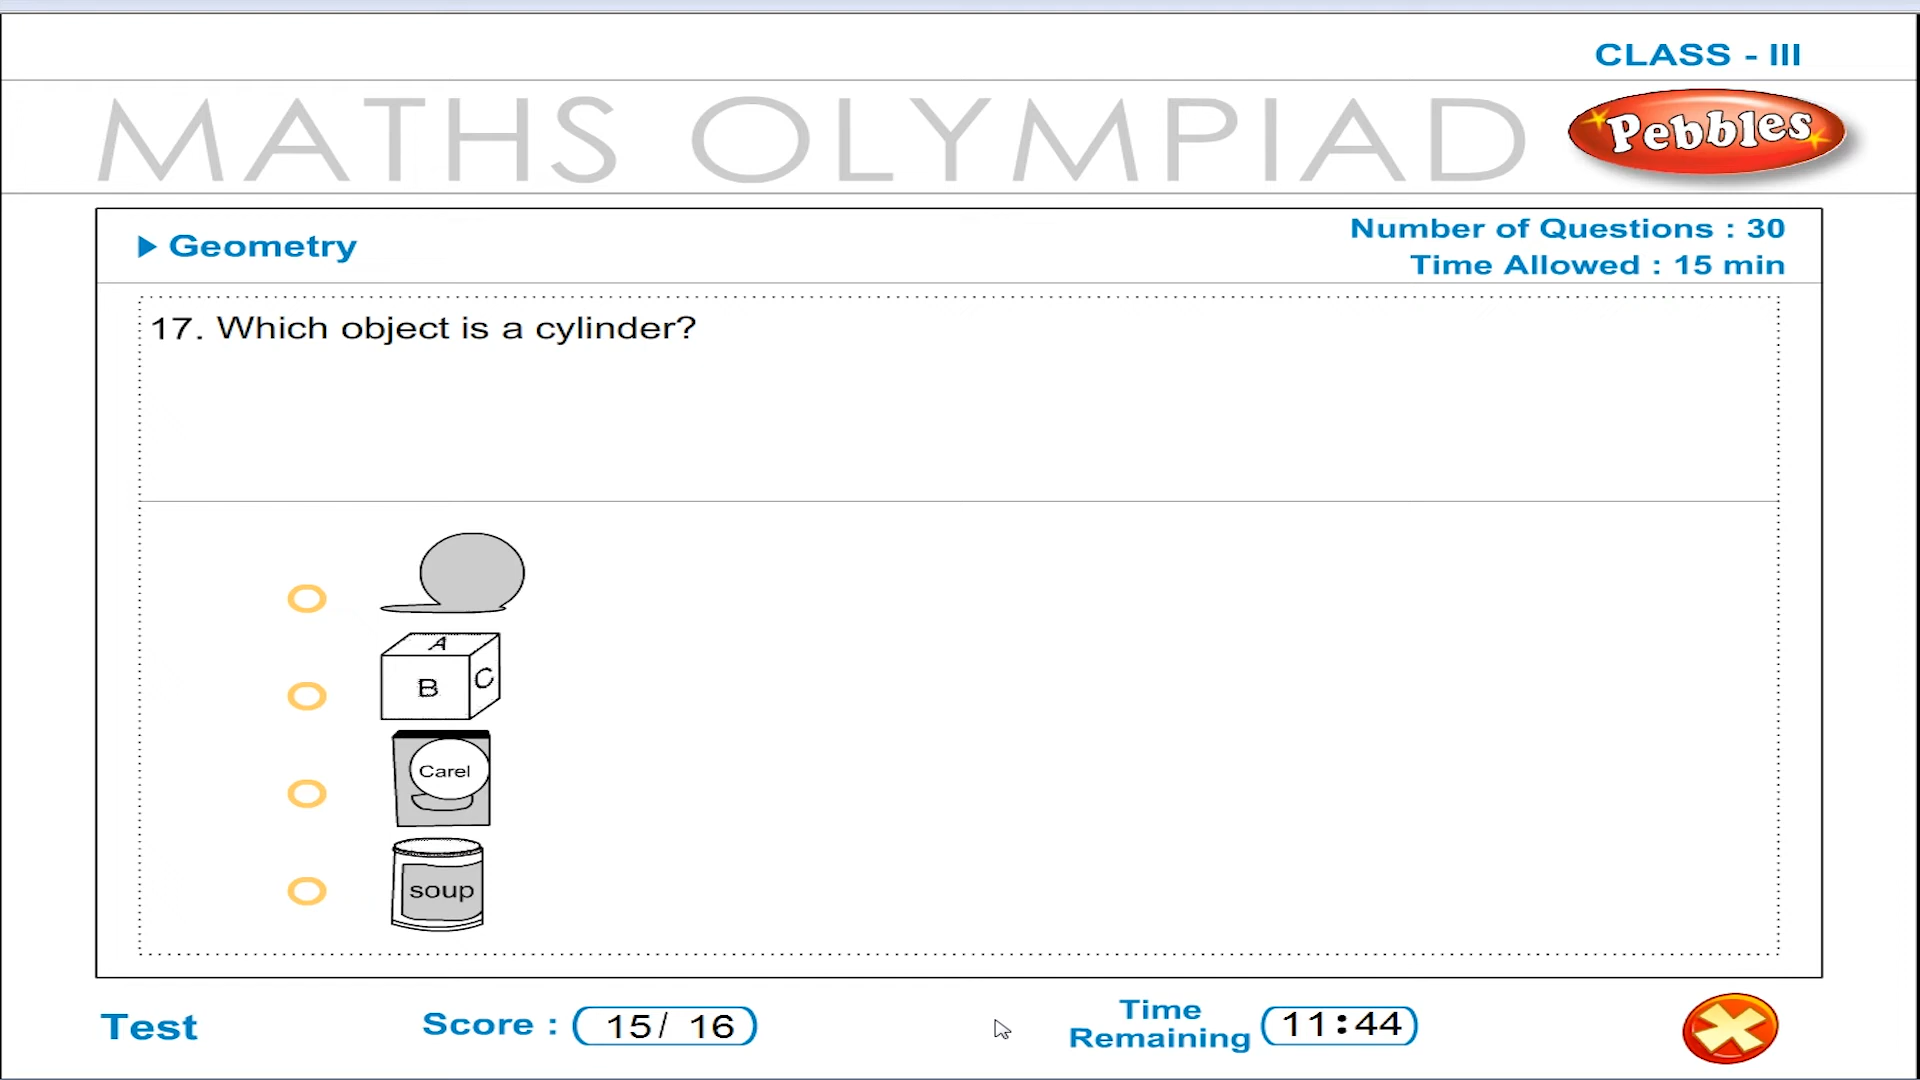 CLASS - III
MATHS OLYMPIAD
Pebbles
Geometry
Number of Questions : 30
Time Allowed : 15 min
17. Which object is a cylinder?
A
B
C
Carel
soup
Test
Score : 15/ 16
Time
Remaining 11:44